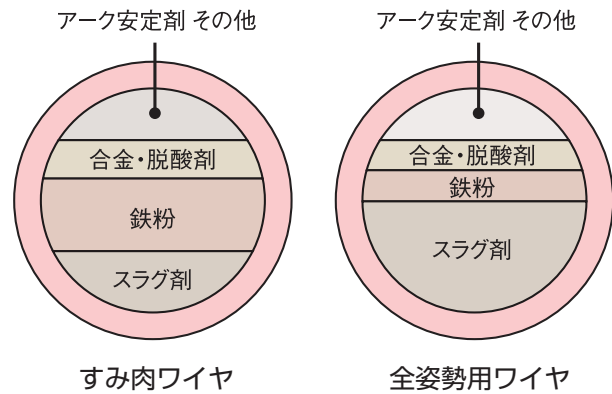 アーク安定剤 その他
合金・脱酸剤
鉄粉
スラグ剤
すみ肉ワイヤ
アーク安定剤 その他
合金・脱酸剤
鉄粉
スラグ剤
全姿勢用ワイヤ